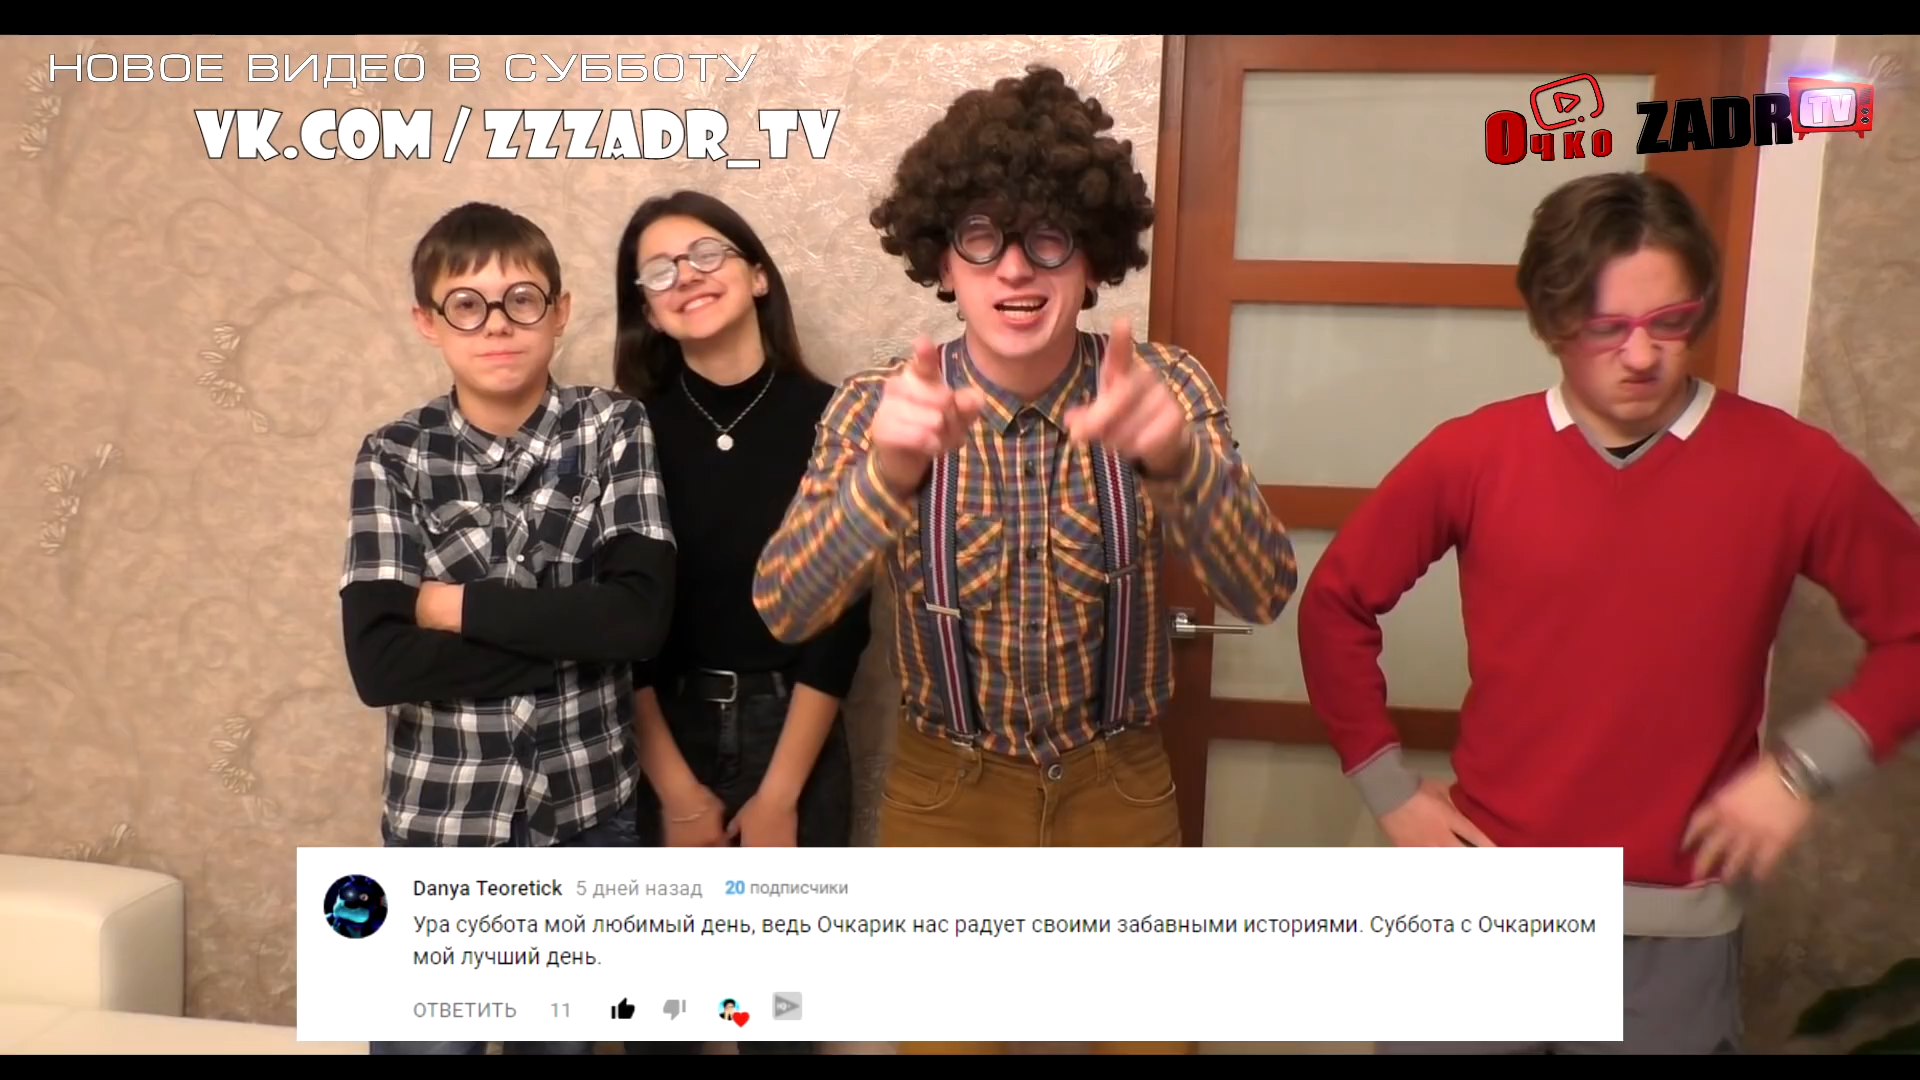 НОВОЕ ВИДЕО В СУББОТУ
VK.COM / ZZZADR_TV
Очко ZADR TV
Danya Teoretick 5 дней назад 20 подписчики
Ура суббота мой любимый день, ведь Очкарик нас радует своими забавными историями. Суббота с Очкариком
мой лучший день.
ОТВЕТИТЬ 11